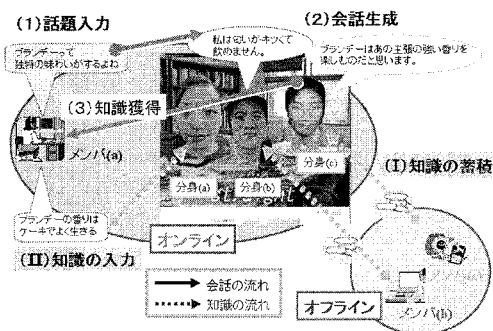 (1)話題入力
ブランデーって
独特の味わいがするよね
私は匂いがキツくて
飲めません。
(2)会話生成
ブランデーはあの主張の強い香りを
楽しむのだと思います。
(3)知識獲得
メンバ(a)
分身(a)
分身(b)
分身(c)
(I)知識の蓄積
ブランデーの香りは
ケーキでよく生きる
(II)知識の入力
オンライン
会話の流れ
知識の流れ
オフライン
メンバ(b)